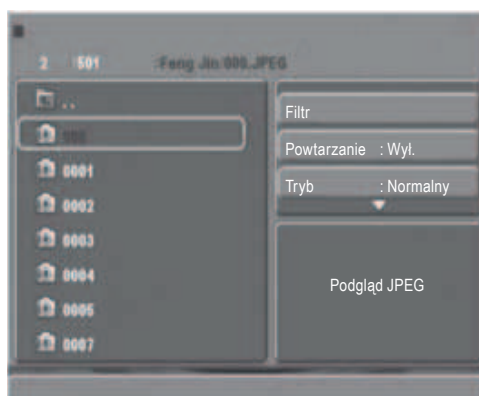 2 501 :Feng Jin:000.JPEG
..
000
0001
0002
0003
0004
0005
0007
Filtr
Powtarzanie : Wył.
Tryb : Normalny
Podgląd JPEG